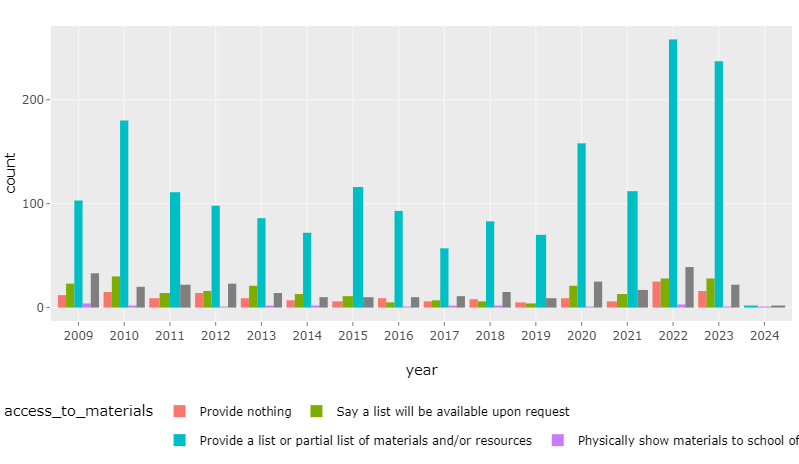 200
100
0
count
2009 2010 2011 2012 2013 2014 2015 2016 2017 2018 2019 2020 2021 2022 2023 2024
year
access_to_materials Provide nothing Say a list will be available upon request
Provide a list or partial list of materials and/or resources Physically show materials to school of